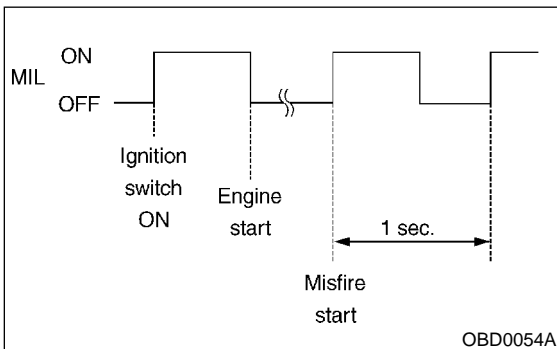 ON
MIL
OFF
Ignition
switch
ON
Engine
start
1 sec.
Misfire
start
OBD0054A